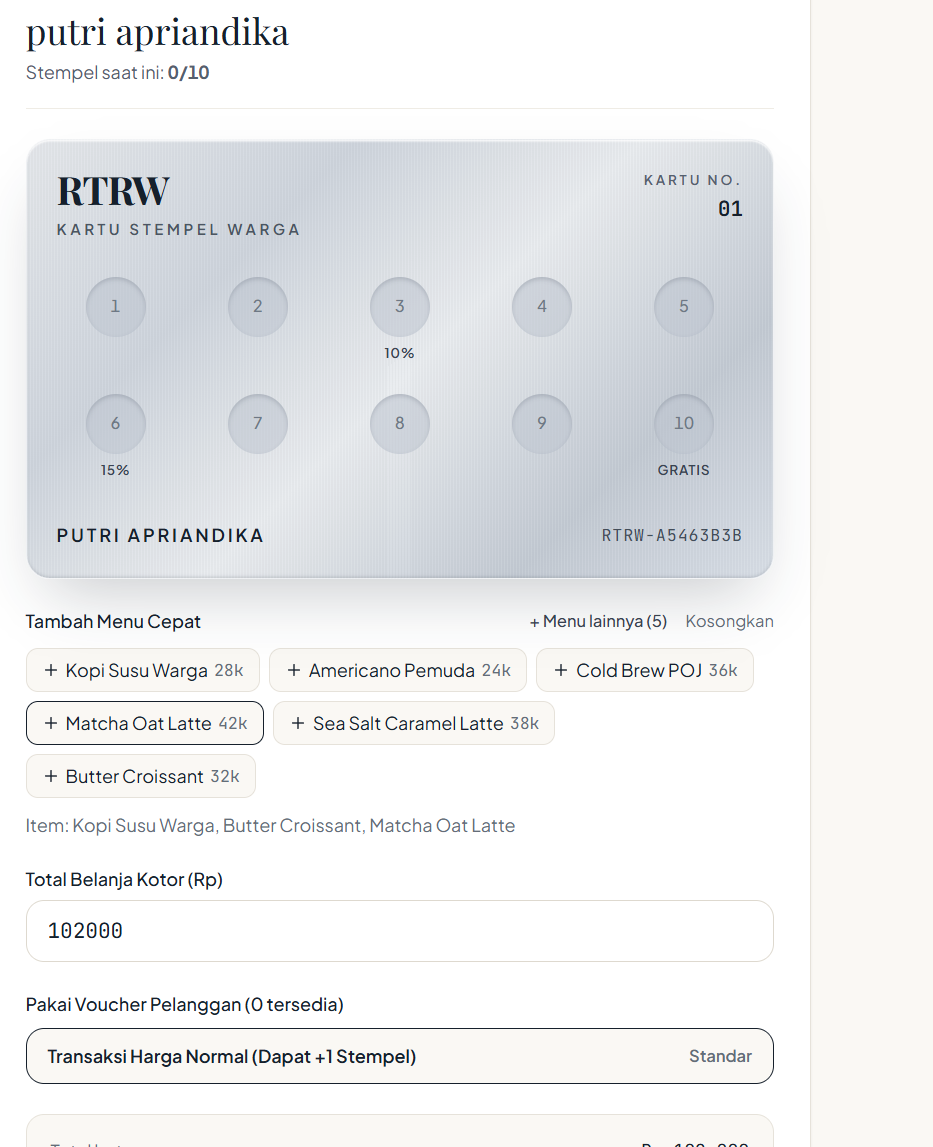 putri apriandika
Stempel saat ini: 0/10
RTRW
KARTU NO.
01
KARTU STEMPEL WARGA
1 2 3 4 5
10%
6 7 8 9 10
15% GRATIS
PUTRI APRIANDIKA RTRW-A5463B3B
Tambah Menu Cepat + Menu lainnya (5) Kosongkan
+ Kopi Susu Warga 28k + Americano Pemuda 24k + Cold Brew POJ 36k
+ Matcha Oat Latte 42k + Sea Salt Caramel Latte 38k
+ Butter Croissant 32k
Item: Kopi Susu Warga, Butter Croissant, Matcha Oat Latte
Total Belanja Kotor (Rp)
102000
Pakai Voucher Pelanggan (0 tersedia)
Transaksi Harga Normal (Dapat +1 Stempel) Standar